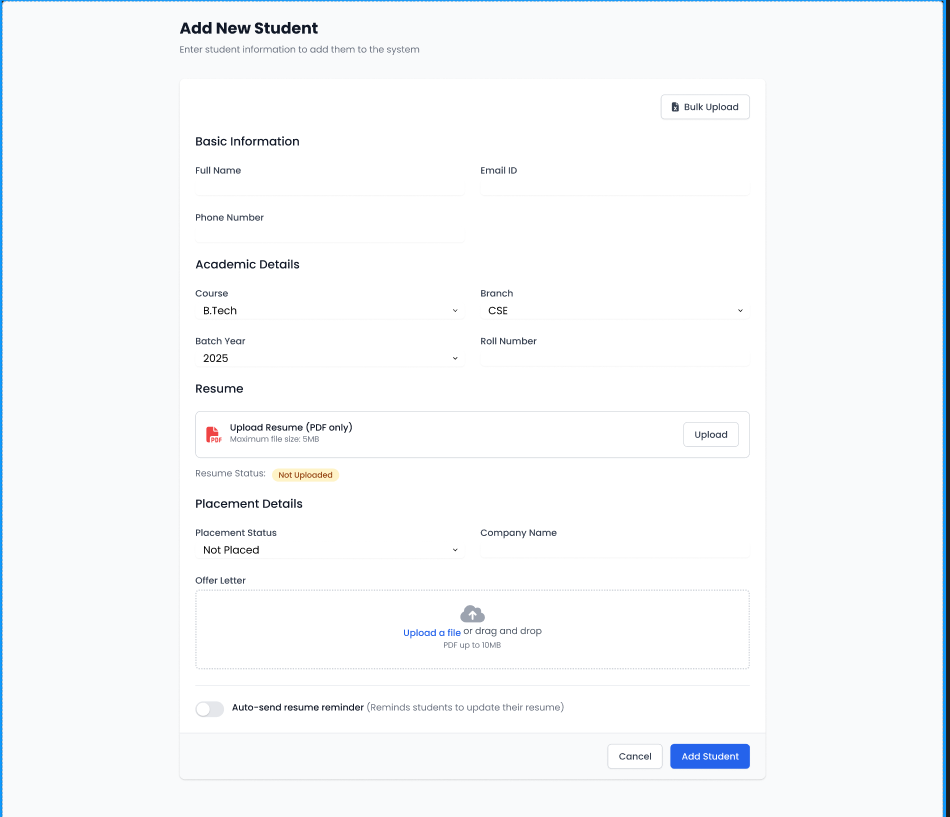 Add New Student
Enter student information to add them to the system
Bulk Upload
Basic Information
Full Name
Email ID
Phone Number
Academic Details
Course
Branch
B.Tech
CSE
Batch Year
Roll Number
2025
Resume
PDF
Upload Resume (PDF only)
Maximum file size: 5MB
Upload
Resume Status: Not Uploaded
Placement Details
Placement Status
Company Name
Not Placed
Offer Letter
Upload a file or drag and drop
PDF up to 10MB
Auto-send resume reminder (Reminds students to update their resume)
Cancel
Add Student